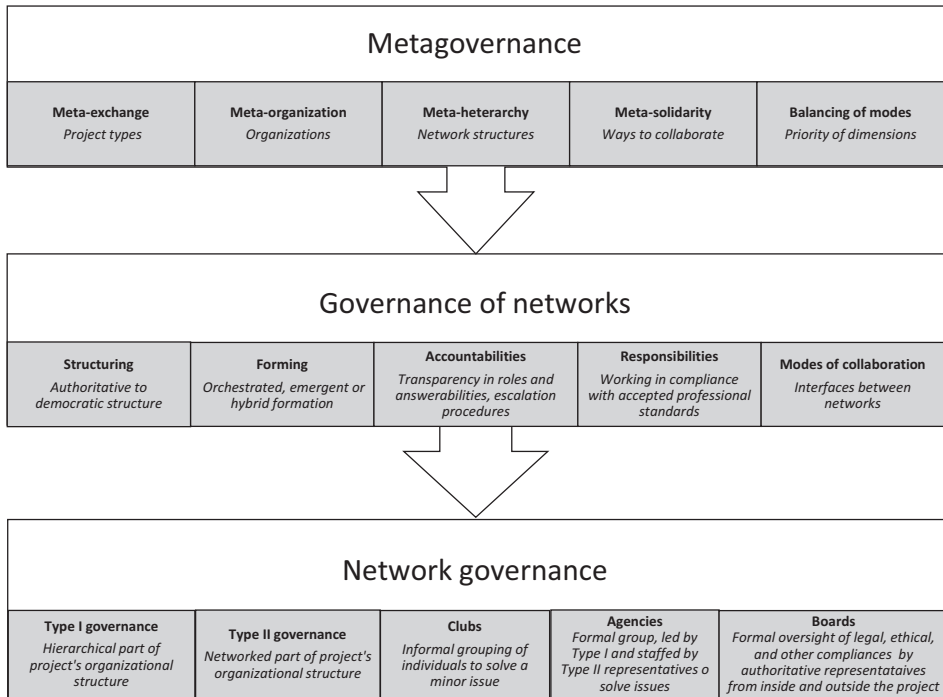 Metagovernance
Meta-exchange
Project types
Meta-organization
Organizations
Meta-heterarchy
Network structures
Meta-solidarity
Ways to collaborate
Balancing of modes
Priority of dimensions
Governance of networks
Structuring
Authoritative to
democratic structure
Forming
Orchestrated, emergent or
hybrid formation
Accountabilities
Transparency in roles and
answerabilities, escalation
procedures
Responsibilities
Working in compliance
with accepted professional
standards
Modes of collaboration
Interfaces between
networks
Network governance
Type I governance
Hierarchical part of
project's organizational
structure
Type II governance
Networked part of project's
organizational structure
Clubs
Informal grouping of
individuals to solve a
minor issue
Agencies
Formal group, led by
Type I and staffed by
Type II representatives o
solve issues
Boards
Formal oversight of legal, ethical,
and other compliances by
authoritative representataives
from inside and outside the project